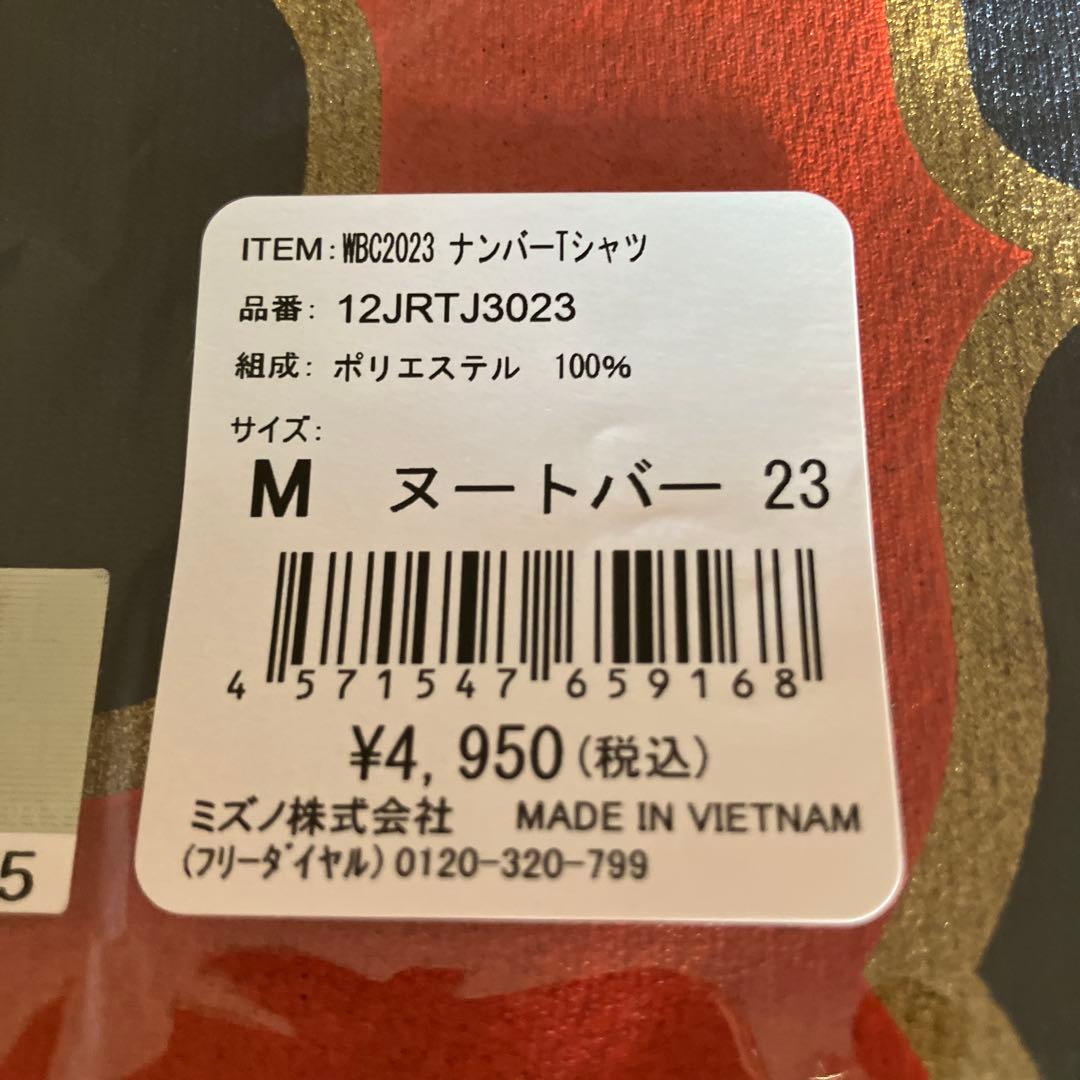 ITEM:WBC2023 ナンバーTシャツ
品番: 12JRTJ3023
組成: ポリエステル 100%
サイズ:
M ヌートバー 23
4 571547 659168
¥4,950(税込)
ミズノ株式会社 MADE IN VIETNAM
(フリーダイヤル)0120-320-799
5